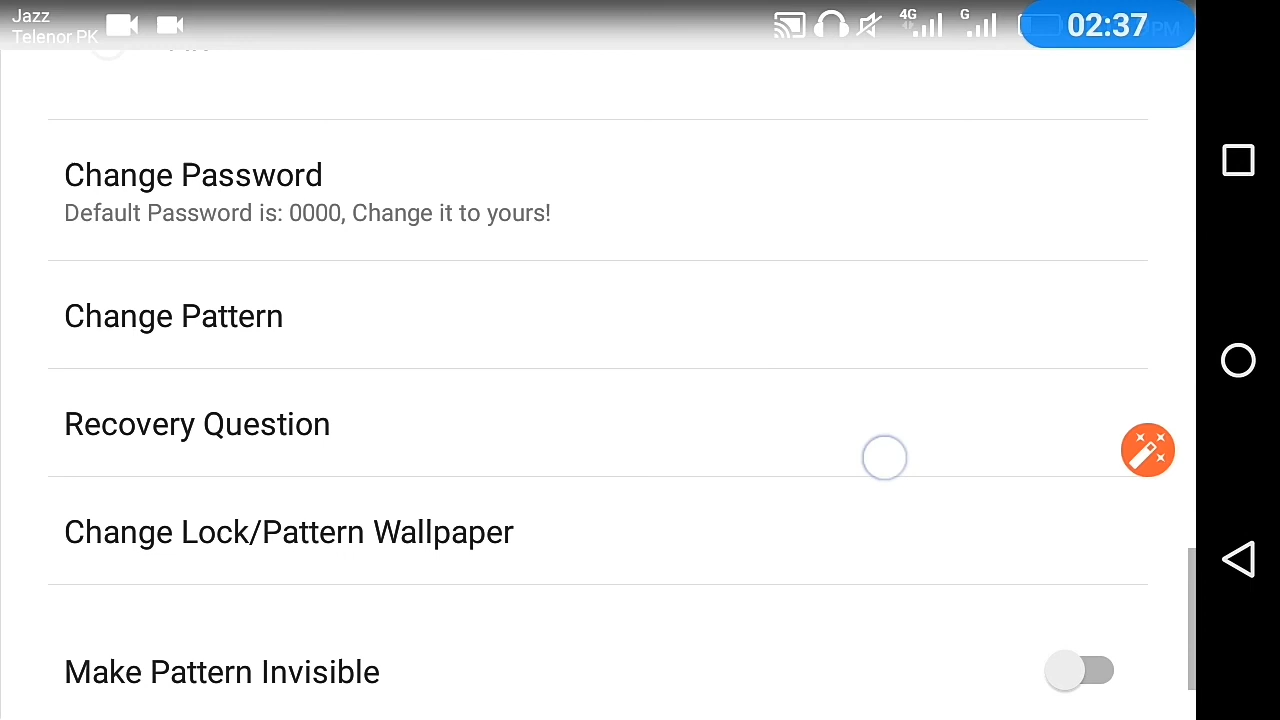 Jazz
Telenor PK
4G
G
02:37
PM
Change Password
Default Password is: 0000, Change it to yours!
Change Pattern
Recovery Question
Change Lock/Pattern Wallpaper
Make Pattern Invisible